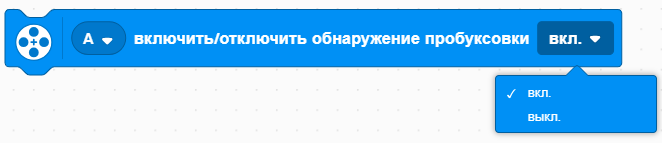 A включить/отключить обнаружение пробуксовки вкл.
✓ вкл.
выкл.